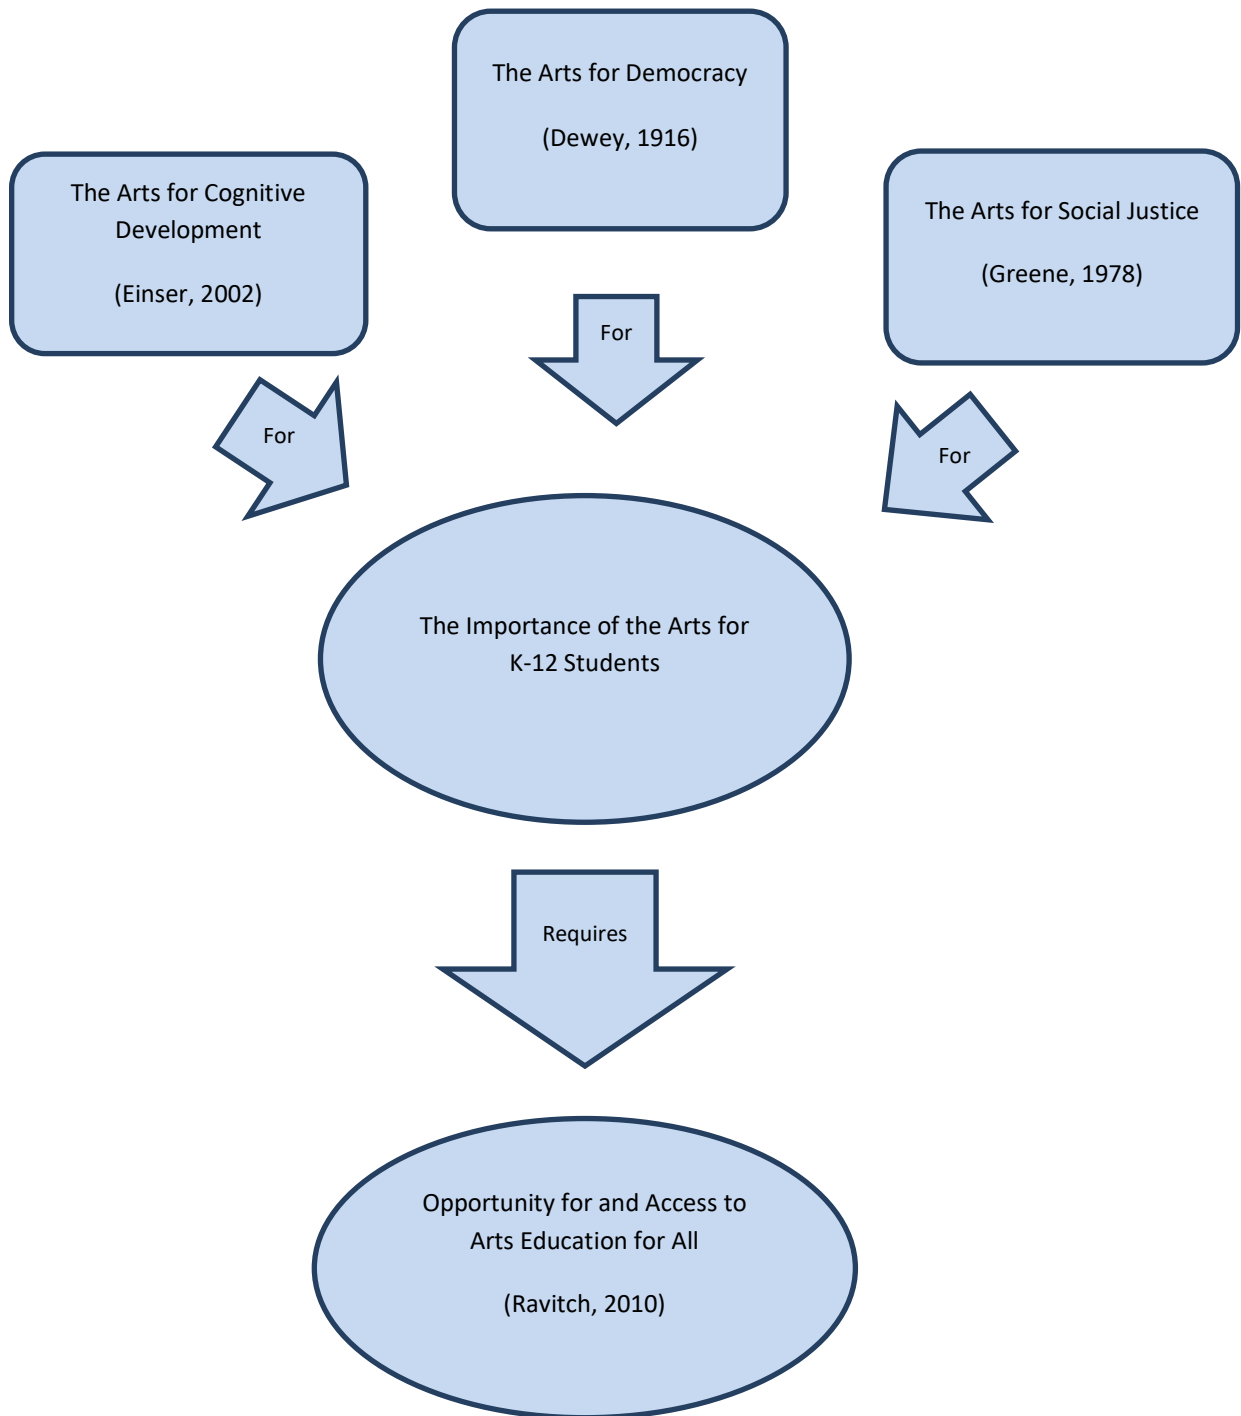 The Arts for Democracy
(Dewey, 1916)
The Arts for Cognitive
Development
(Einser, 2002)
The Arts for Social Justice
(Greene, 1978)
For
For
For
The Importance of the Arts for
K-12 Students
Requires
Opportunity for and Access to
Arts Education for All
(Ravitch, 2010)